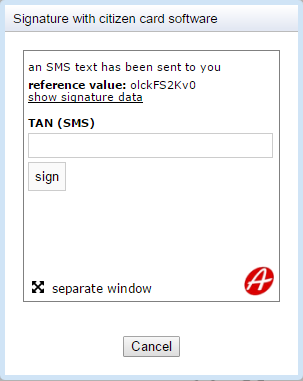 Signature with citizen card software
an SMS text has been sent to you
reference value: olckFS2Kv0
show signature data
TAN (SMS)
sign
separate window
A
Cancel